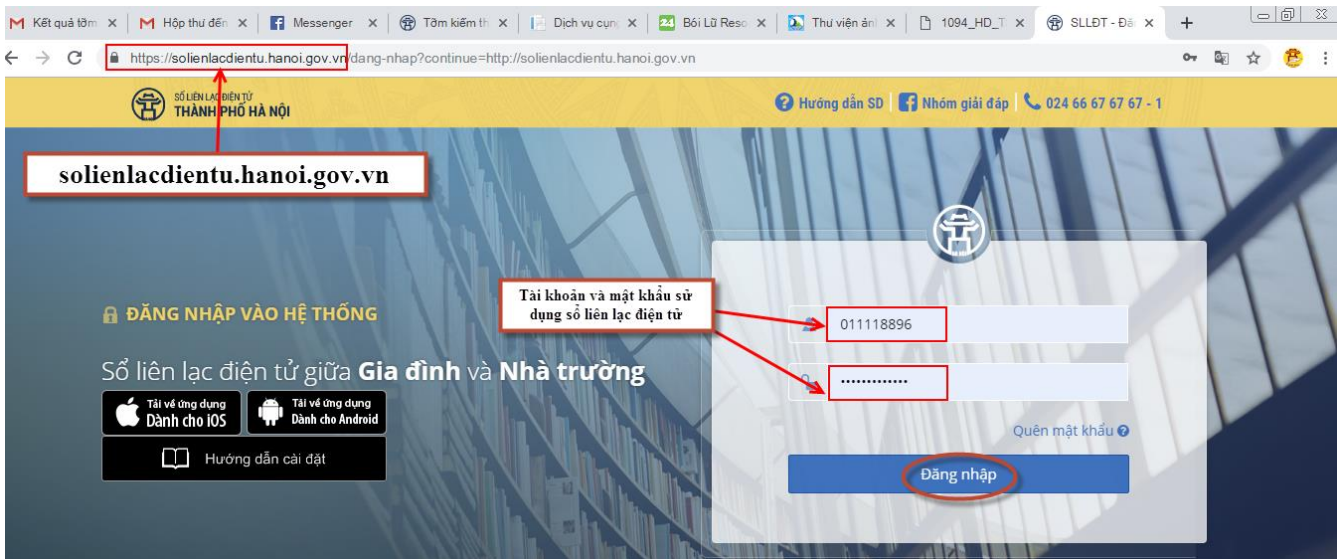 Kết quả tờm
Hộp thư đến
Messenger
Tờm kiếm th
Dịch vụ cung
Bói Lữ Reso
Thư viện ản
1094_HD_T
SLLĐT - Đă
https://solienlacdientu.hanoi.gov.vn/dang-nhap?continue=http://solienlacdientu.hanoi.gov.vn
SỔ LIÊN LẠC ĐIỆN TỬ
THÀNH PHỐ HÀ NỘI
Hướng dẫn SD
Nhóm giải đáp
024 66 67 67 67 - 1
solienlacdientu.hanoi.gov.vn
Tài khoản và mật khẩu sử
dụng sổ liên lạc điện tử
ĐĂNG NHẬP VÀO HỆ THỐNG
011118896
Sổ liên lạc điện tử giữa Gia đình và Nhà trường
•••••••••••••
Tải về ứng dụng
Dành cho iOS
Tải về ứng dụng
Dành cho Android
Quên mật khẩu
Hướng dẫn cài đặt
Đăng nhập